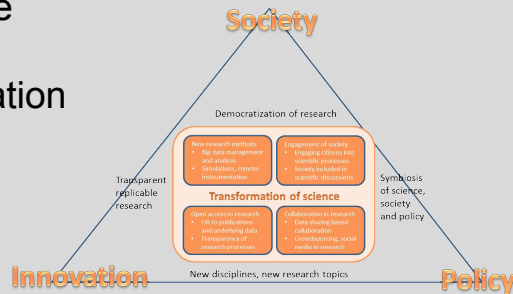 e
ation
Society
Democratization of research
New research methods
• Big data management
and analysis
• Simulations, remote
instrumentation
Engagement of society
• Engaging citizens into
scientific processes
• Society included in
scientific discussions
Transparent
replicable
research
Symbiosis
of science,
society
and policy
Transformation of science
Open access to research
• OA to publications
and underlying data
• Transparency of
research processes
Collaboration in research
• Data sharing based
collaboration
• Crowdsourcing, social
media in research
New disciplines, new research topics
Innovation
Policy